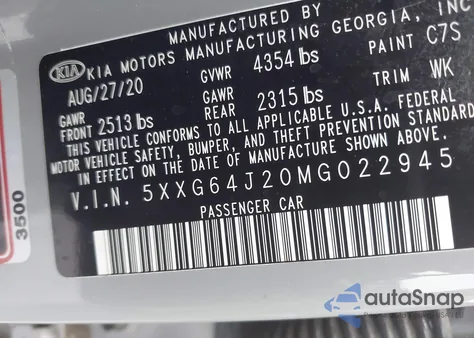 MANUFACTURED BY
KIA KIA MOTORS MANUFACTURING GEORGIA, INC
AUG/27/20 GVWR 4354 lbs PAINT C7S
GAWR FRONT 2513 lbs GAWR REAR 2315 lbs TRIM WK
THIS VEHICLE CONFORMS TO ALL APPLICABLE U.S.A. FEDERAL
MOTOR VEHICLE SAFETY, BUMPER, AND THEFT PREVENTION STANDARDS
IN EFFECT ON THE DATE OF MANUFACTURE SHOWN ABOVE.
V.I.N. 5XXG64J20MG022945
PASSENGER CAR
3500
autoSnap